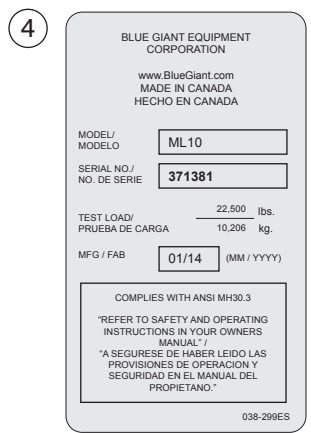 4
BLUE GIANT EQUIPMENT
CORPORATION
www.BlueGiant.com
MADE IN CANADA
HECHO EN CANADA
MODEL/
MODELO
ML10
SERIAL NO./
NO. DE SERIE
371381
TEST LOAD/
PRUEBA DE CARGA
22,500 lbs.
10,206 kg.
MFG / FAB 01/14 (MM / YYYY)
COMPLIES WITH ANSI MH30.3
“REFER TO SAFETY AND OPERATING
INSTRUCTIONS IN YOUR OWNERS
MANUAL” /
“A SEGURESE DE HABER LEIDO LAS
PROVISIONES DE OPERACION Y
SEGURIDAD EN EL MANUAL DEL
PROPIETANO.”
038-299ES